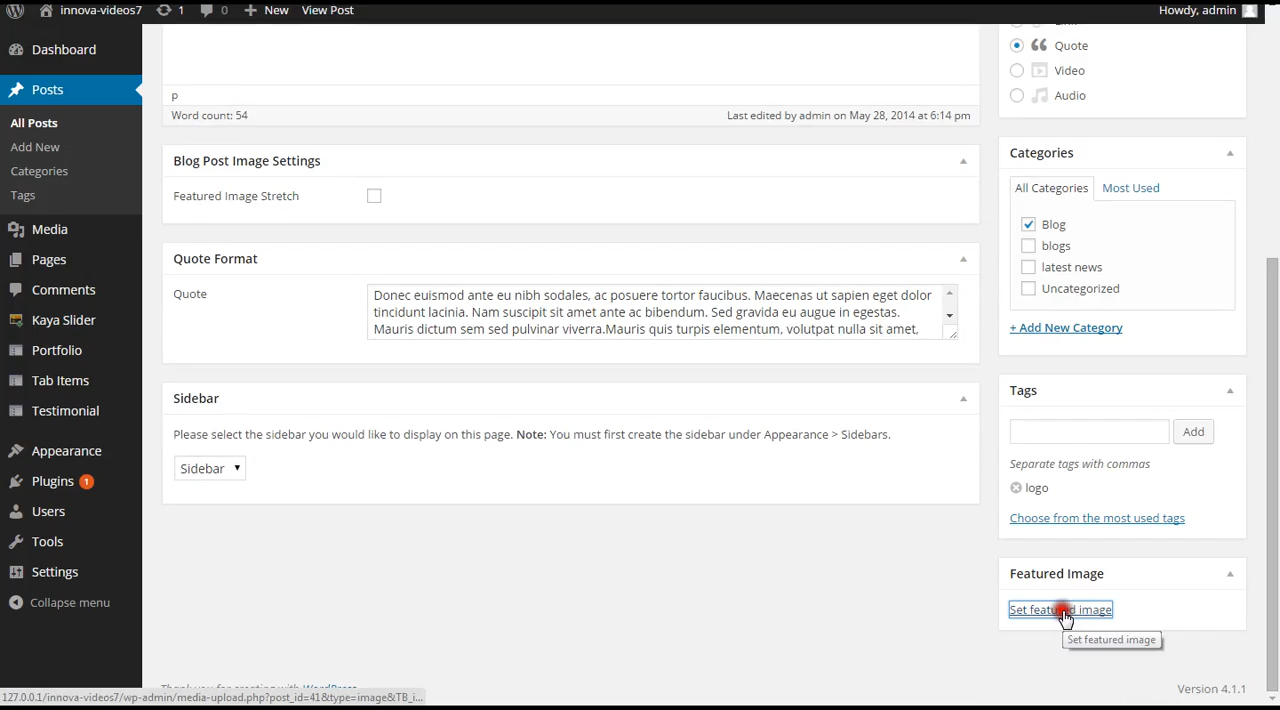 innova-videos7 1 0 New View Post Howdy, admin
Dashboard
Posts
All Posts
Add New
Categories
Tags
Media
Pages
Comments
Kaya Slider
Portfolio
Tab Items
Testimonial
Appearance
Plugins 1
Users
Tools
Settings
Collapse menu
p
Word count: 54 Last edited by admin on May 28, 2014 at 6:14 pm
Blog Post Image Settings
Featured Image Stretch
Quote Format
Quote
Donec euismod ante eu nibh sodales, ac posuere tortor faucibus. Maecenas ut sapien eget dolor
tincidunt lacinia. Nam suscipit sit amet ante ac bibendum. Sed gravida eu augue in egestas.
Mauris dictum sem sed pulvinar viverra.Mauris quis turpis elementum, volutpat nulla sit amet,
Sidebar
Please select the sidebar you would like to display on this page. Note: You must first create the sidebar under Appearance > Sidebars.
Sidebar
Quote
Video
Audio
Categories
All Categories Most Used
Blog
blogs
latest news
Uncategorized
+ Add New Category
Tags
Add
Separate tags with commas
logo
Choose from the most used tags
Featured Image
Set featured image
Set featured image
Thank you for creating with WordPress
Version 4.1.1
127.0.0.1/innova-videos7/wp-admin/media-upload.php?post_id=41&type=image&TB_i...